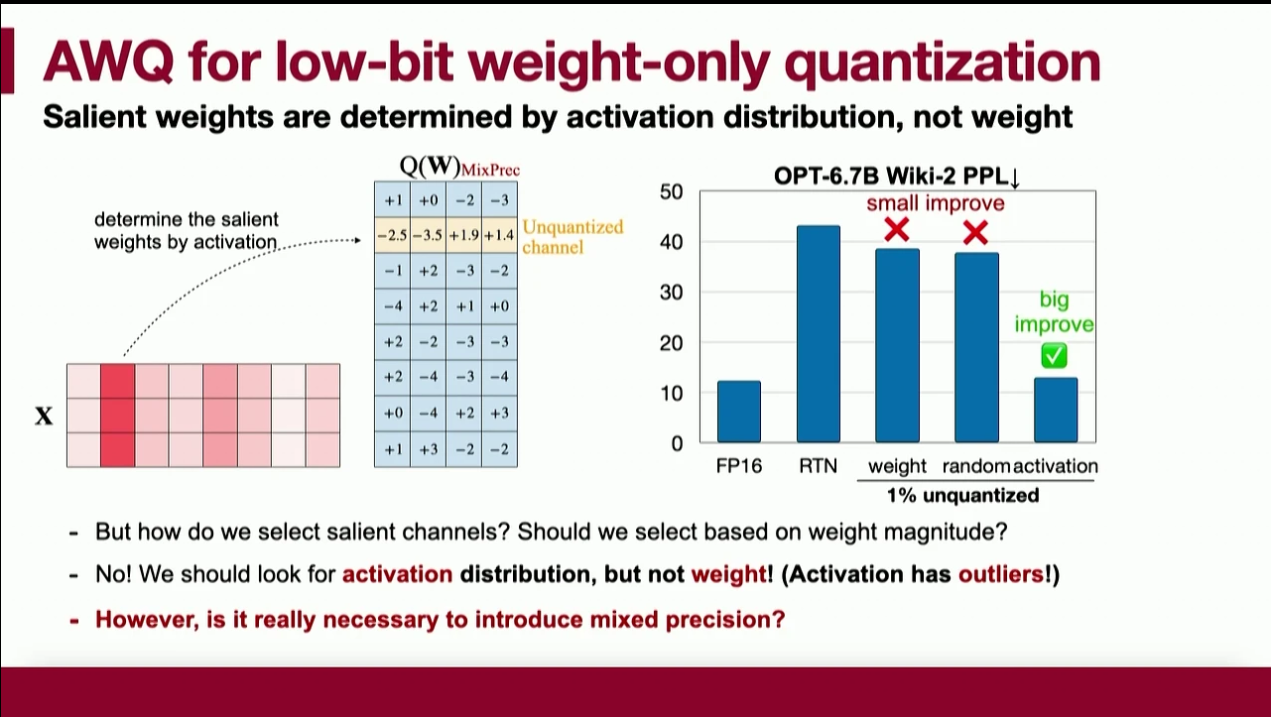 AWQ for low-bit weight-only quantization
Salient weights are determined by activation distribution, not weight
determine the salient
weights by activation
X
Q(W)MixPrec
+1 +0 −2 −3
−2.5 −3.5 +1.9 +1.4
−1 +2 −3 −2
−4 +2 +1 +0
+2 −2 −3 −3
+2 −4 −3 −4
+0 −4 +2 +3
+1 +3 −2 −2
Unquantized
channel
OPT-6.7B Wiki-2 PPL↓
50
40
30
20
10
0
small improve
big
improve
FP16 RTN weight random activation
1% unquantized
- But how do we select salient channels? Should we select based on weight magnitude?
- No! We should look for activation distribution, but not weight! (Activation has outliers!)
- However, is it really necessary to introduce mixed precision?